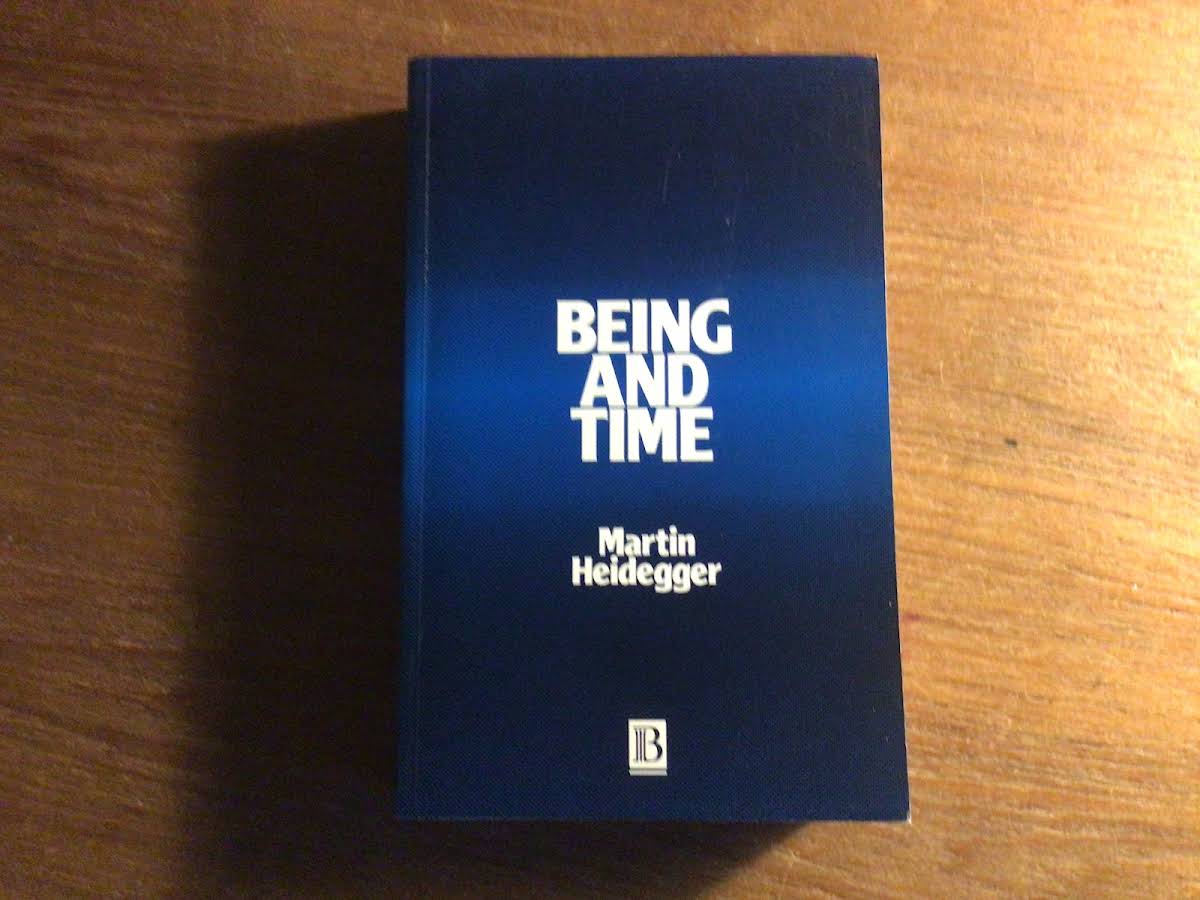 BEING
AND
TIME
Martin
Heidegger
B